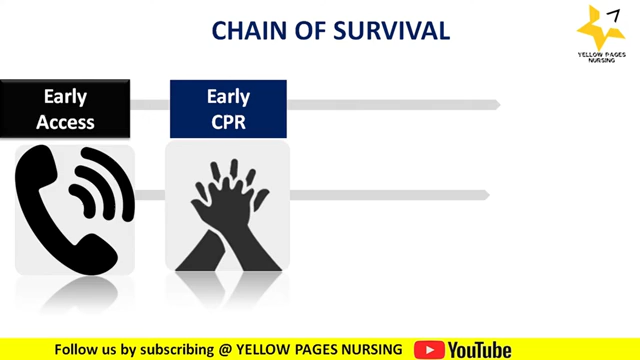 CHAIN OF SURVIVAL
YELLOW PAGES
NURSING
Early
Access
Early
CPR
Follow us by subscribing @ YELLOW PAGES NURSING
YouTube